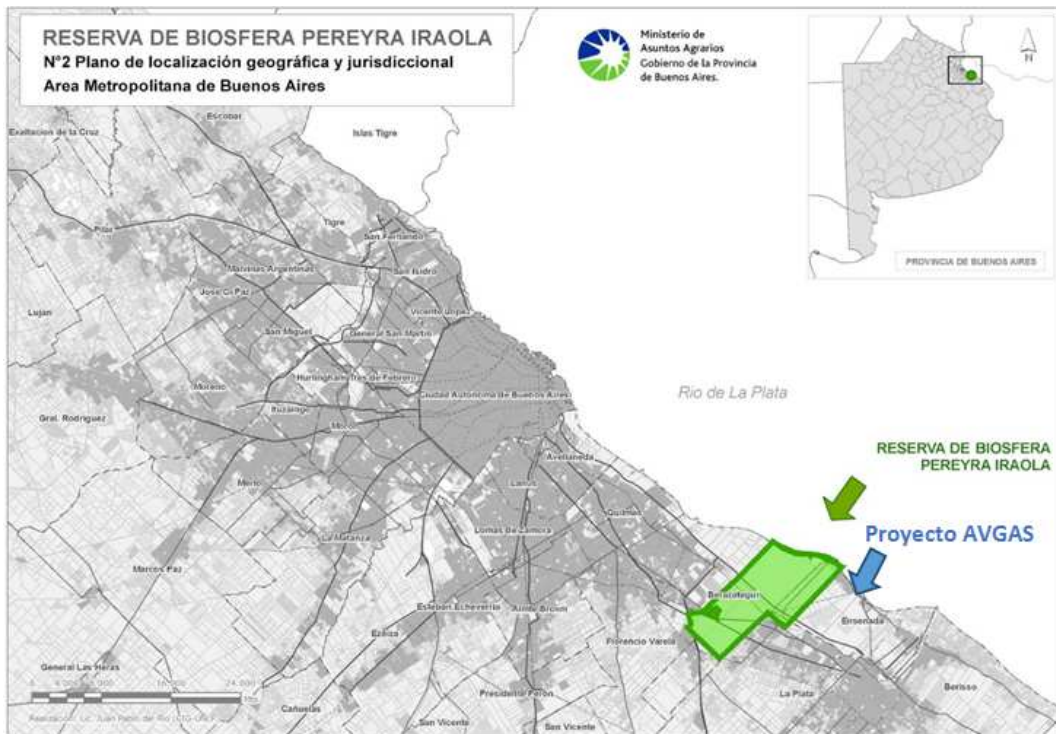 RESERVA DE BIOSFERA PEREYRA IRAOLA
N°2 Plano de localización geográfica y jurisdiccional
Area Metropolitana de Buenos Aires
Ministerio de
Asuntos Agrarios
Gobierno de la Provincia
de Buenos Aires.
N
PROVINCIA DE BUENOS AIRES
Escobar
Exaltacion de la Cruz
Islas Tigre
Tigre
Pilar
San Fernando
Malvinas Argentinas
San Isidro
Jose C. Paz
Lujan
Vicente Lopez
San Miguel
General San Martin
Hurlingham
Tres de Febrero
Moreno
Ciudad Autonoma de Buenos Aires
Rio de La Plata
Ituzaingo
Gral. Rodriguez
Moron
RESERVA DE BIOSFERA
PEREYRA IRAOLA
Avellaneda
Merlo
Lanus
Quilmes
Lomas de Zamora
La Matanza
Proyecto AVGAS
Marcos Paz
Berazategui
Esteban Echeverria
Almte Brown
Ensenada
Ezeiza
Florencio Varela
General Las Heras
La Plata
Berisso
Presidente Peron
Cañuelas
San Vicente
San Vicente
0
16.000
24.000